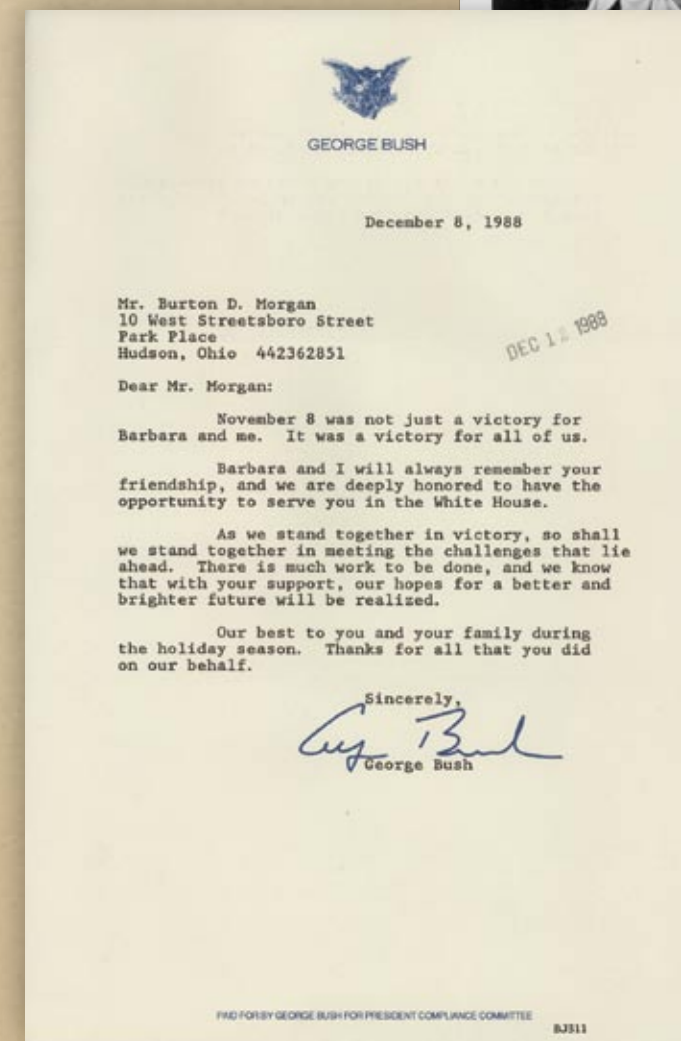 GEORGE BUSH
December 8, 1988
Mr. Burton D. Morgan
10 West Streetsboro Street
Park Place
Hudson, Ohio 442362851
DEC 12 1988
Dear Mr. Morgan:
November 8 was not just a victory for
Barbara and me. It was a victory for all of us.
Barbara and I will always remember your
friendship, and we are deeply honored to have the
opportunity to serve you in the White House.
As we stand together in victory, so shall
we stand together in meeting the challenges that lie
ahead. There is much work to be done, and we know
that with your support, our hopes for a better and
brighter future will be realized.
Our best to you and your family during
the holiday season. Thanks for all that you did
on our behalf.
Sincerely,
George Bush
George Bush
PAID FOR BY GEORGE BUSH FOR PRESIDENT COMPLIANCE COMMITTEE
BJ311